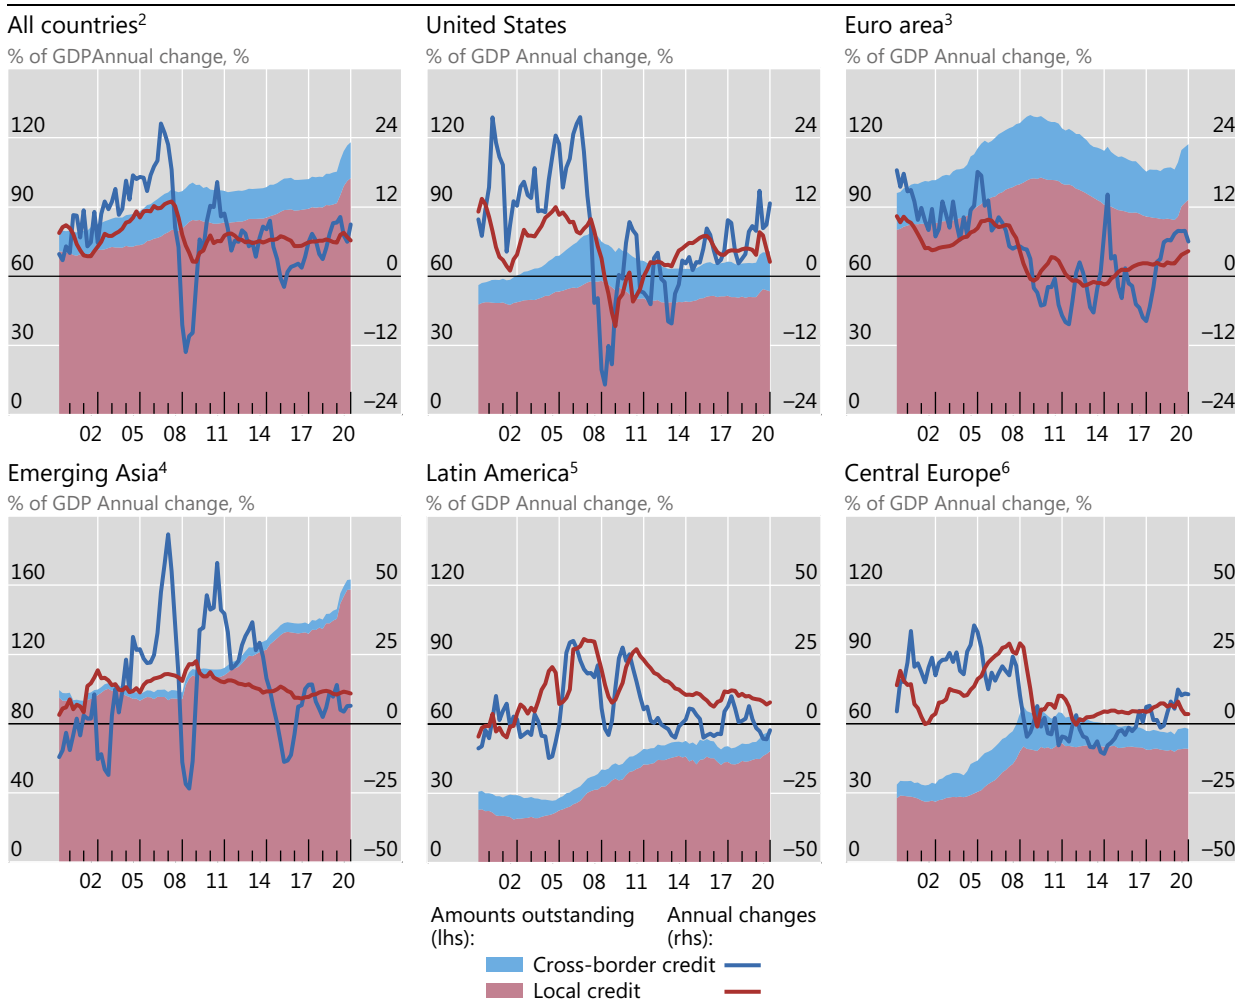 All countries2 United States Euro area3
% of GDPAnnual change, % % of GDP Annual change, % % of GDP Annual change, %
120 24 120 24 120 24
90 12 90 12 90 12
60 0 60 0 60 0
30 –12 30 –12 30 –12
0 –24 0 –24 0 –24
02 05 08 11 14 17 20 02 05 08 11 14 17 20 02 05 08 11 14 17 20
Emerging Asia4 Latin America5 Central Europe6
% of GDP Annual change, % % of GDP Annual change, % % of GDP Annual change, %
160 50 120 50 120 50
120 25 90 25 90 25
80 0 60 0 60 0
40 –25 30 –25 30 –25
0 –50 0 –50 0 –50
02 05 08 11 14 17 20 02 05 08 11 14 17 20 02 05 08 11 14 17 20
Amounts outstanding Annual changes
(lhs): (rhs):
Cross-border credit
Local credit